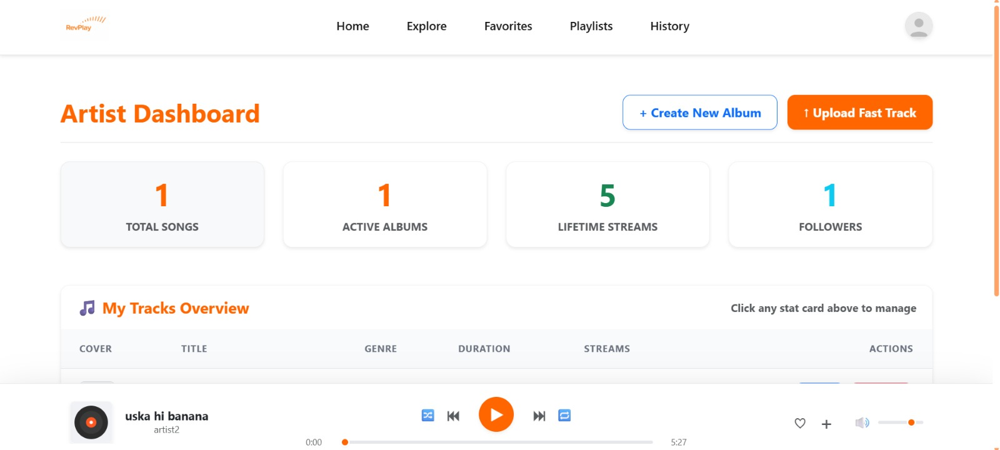 RevPlay
Home Explore Favorites Playlists History
Artist Dashboard
+ Create New Album
↑ Upload Fast Track
1
TOTAL SONGS
1
ACTIVE ALBUMS
5
LIFETIME STREAMS
1
FOLLOWERS
My Tracks Overview
Click any stat card above to manage
COVER TITLE GENRE DURATION STREAMS ACTIONS
uska hi banana
artist2
0:00
5:27